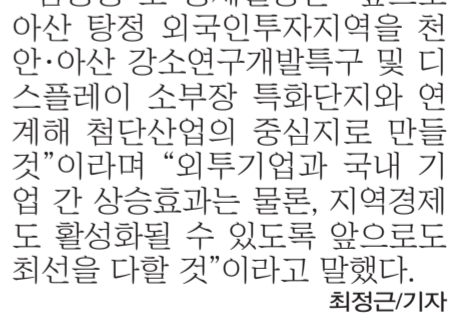 아산 탕정 외국인투자지역을 천
안·아산 강소연구개발특구 및 디
스플레이 소부장 특화단지와 연
계해 첨단산업의 중심지로 만들
것”이라며 “외투기업과 국내 기
업 간 상승효과는 물론, 지역경제
도 활성화될 수 있도록 앞으로도
최선을 다할 것”이라고 말했다.
최정근/기자